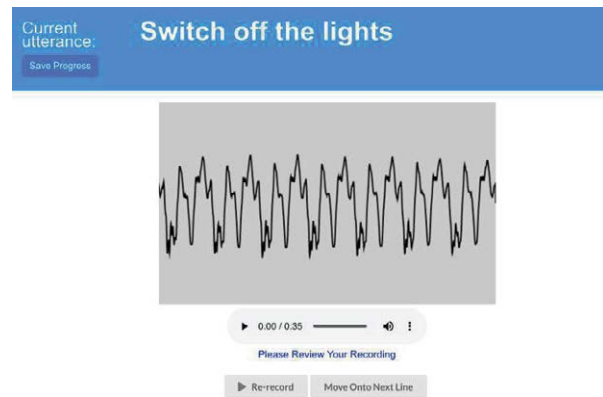 Current
utterance:
Switch off the lights
Save Progress
0.00 / 0.35
Please Review Your Recording
Re-record
Move Onto Next Line